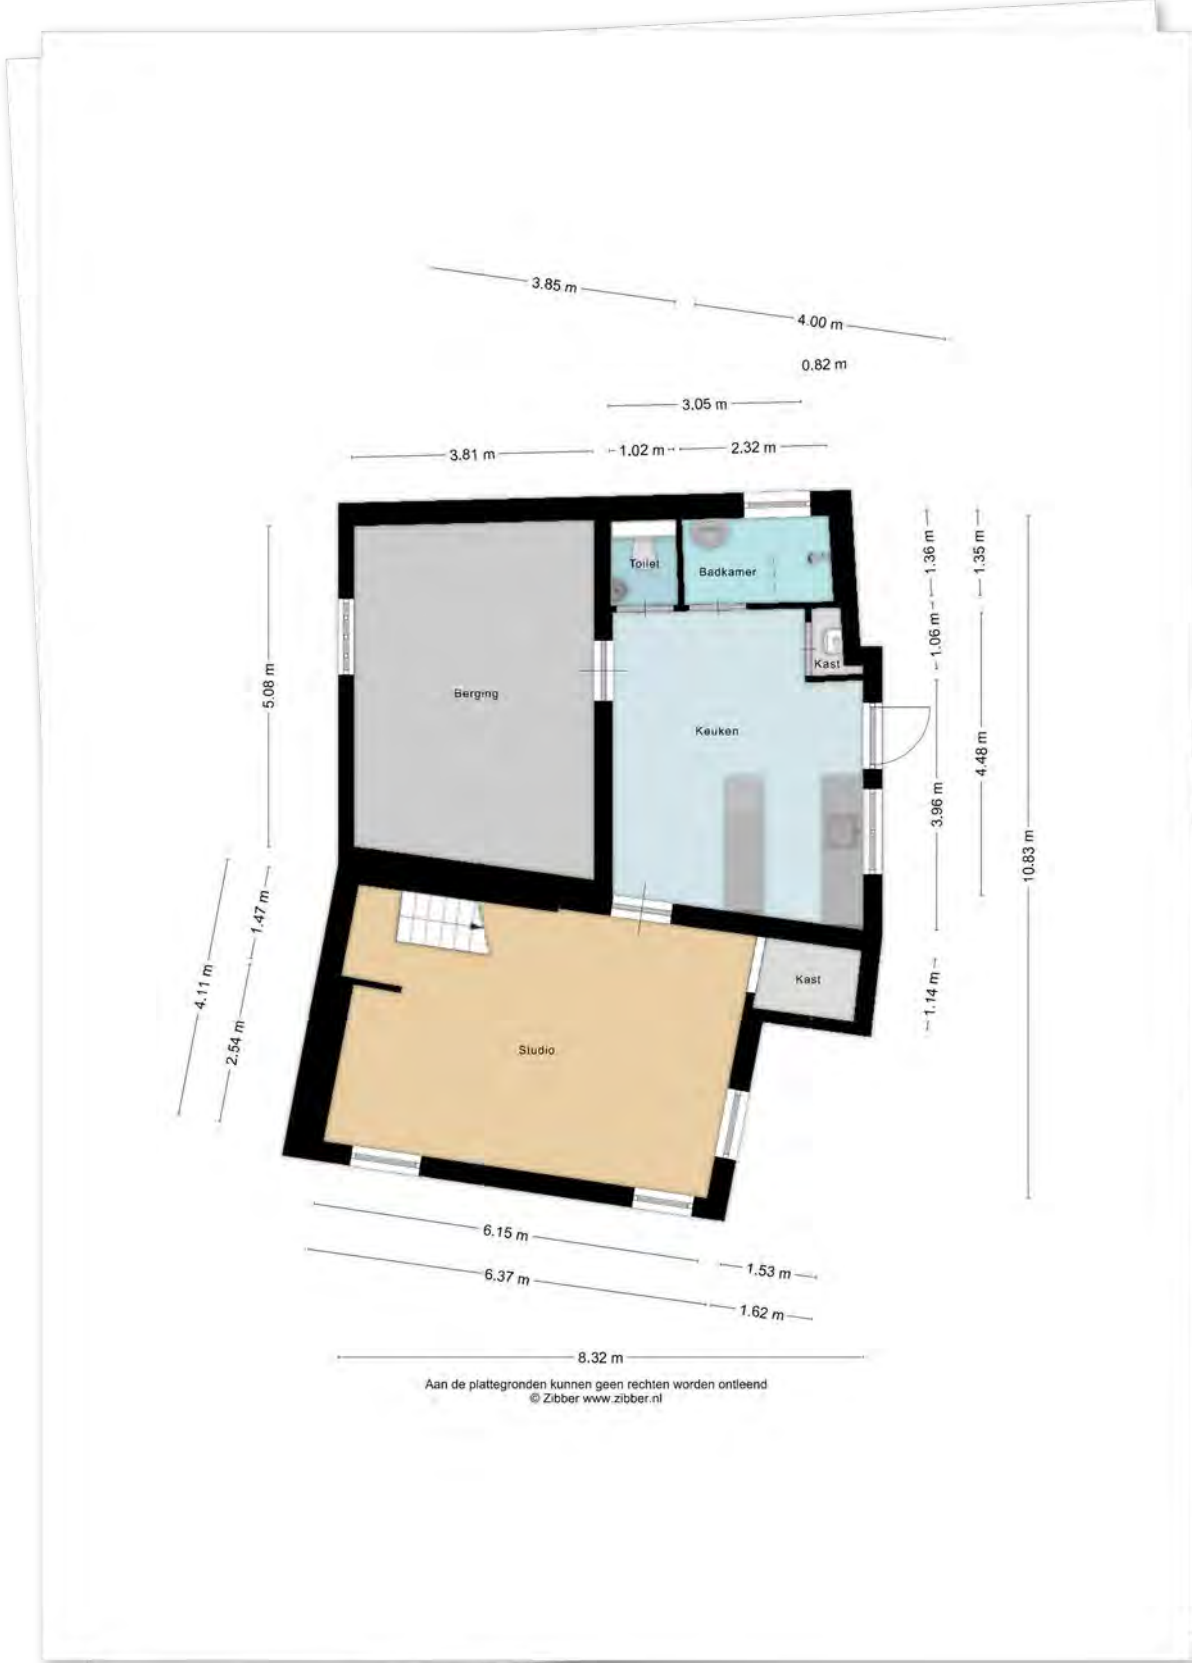 3.85 m
4.00 m
0.82 m
3.05 m
3.81 m
1.02 m
2.32 m
1.36 m
1.35 m
Toilet
Badkamer
1.06 m
Kast
5.08 m
Berging
Keuken
4.48 m
3.96 m
10.83 m
1.47 m
4.11 m
Kast
1.14 m
2.54 m
Studio
6.15 m
1.53 m
6.37 m
1.62 m
8.32 m
Aan de plattegronden kunnen geen rechten worden ontleend
© Zibber www.zibber.nl